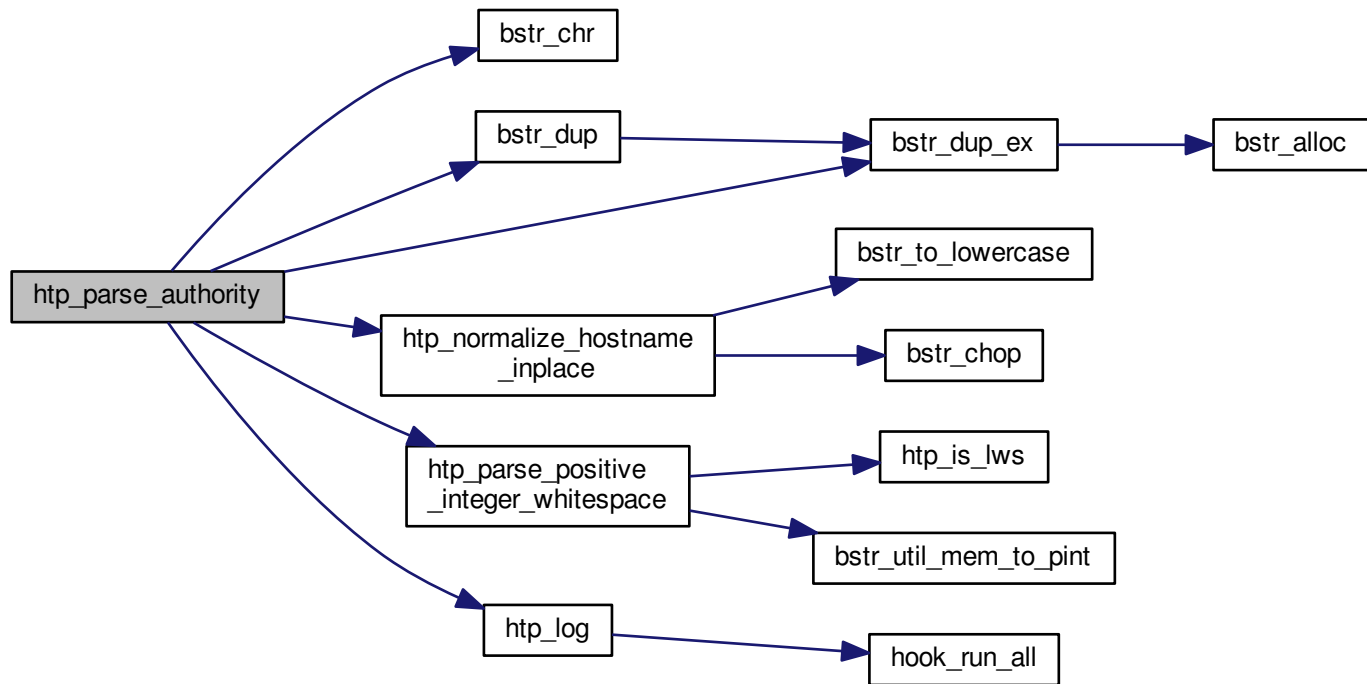 bstr_chr
bstr_dup
bstr_dup_ex
bstr_alloc
bstr_to_lowercase
htp_parse_authority
htp_normalize_hostname
_inplace
bstr_chop
htp_parse_positive
_integer_whitespace
htp_is_lws
bstr_util_mem_to_pint
htp_log
hook_run_all